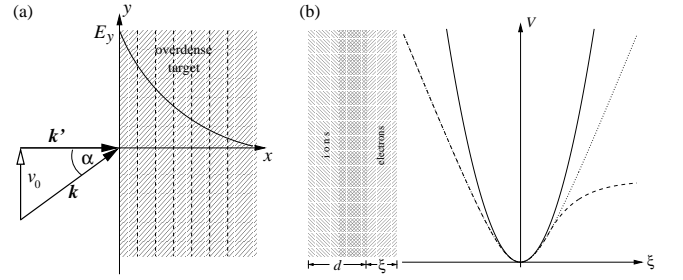 (a)
y
E_y
overdense
target
k'
x
α
v_0
k
(b)
V
ions
electrons
d
ξ
ξ